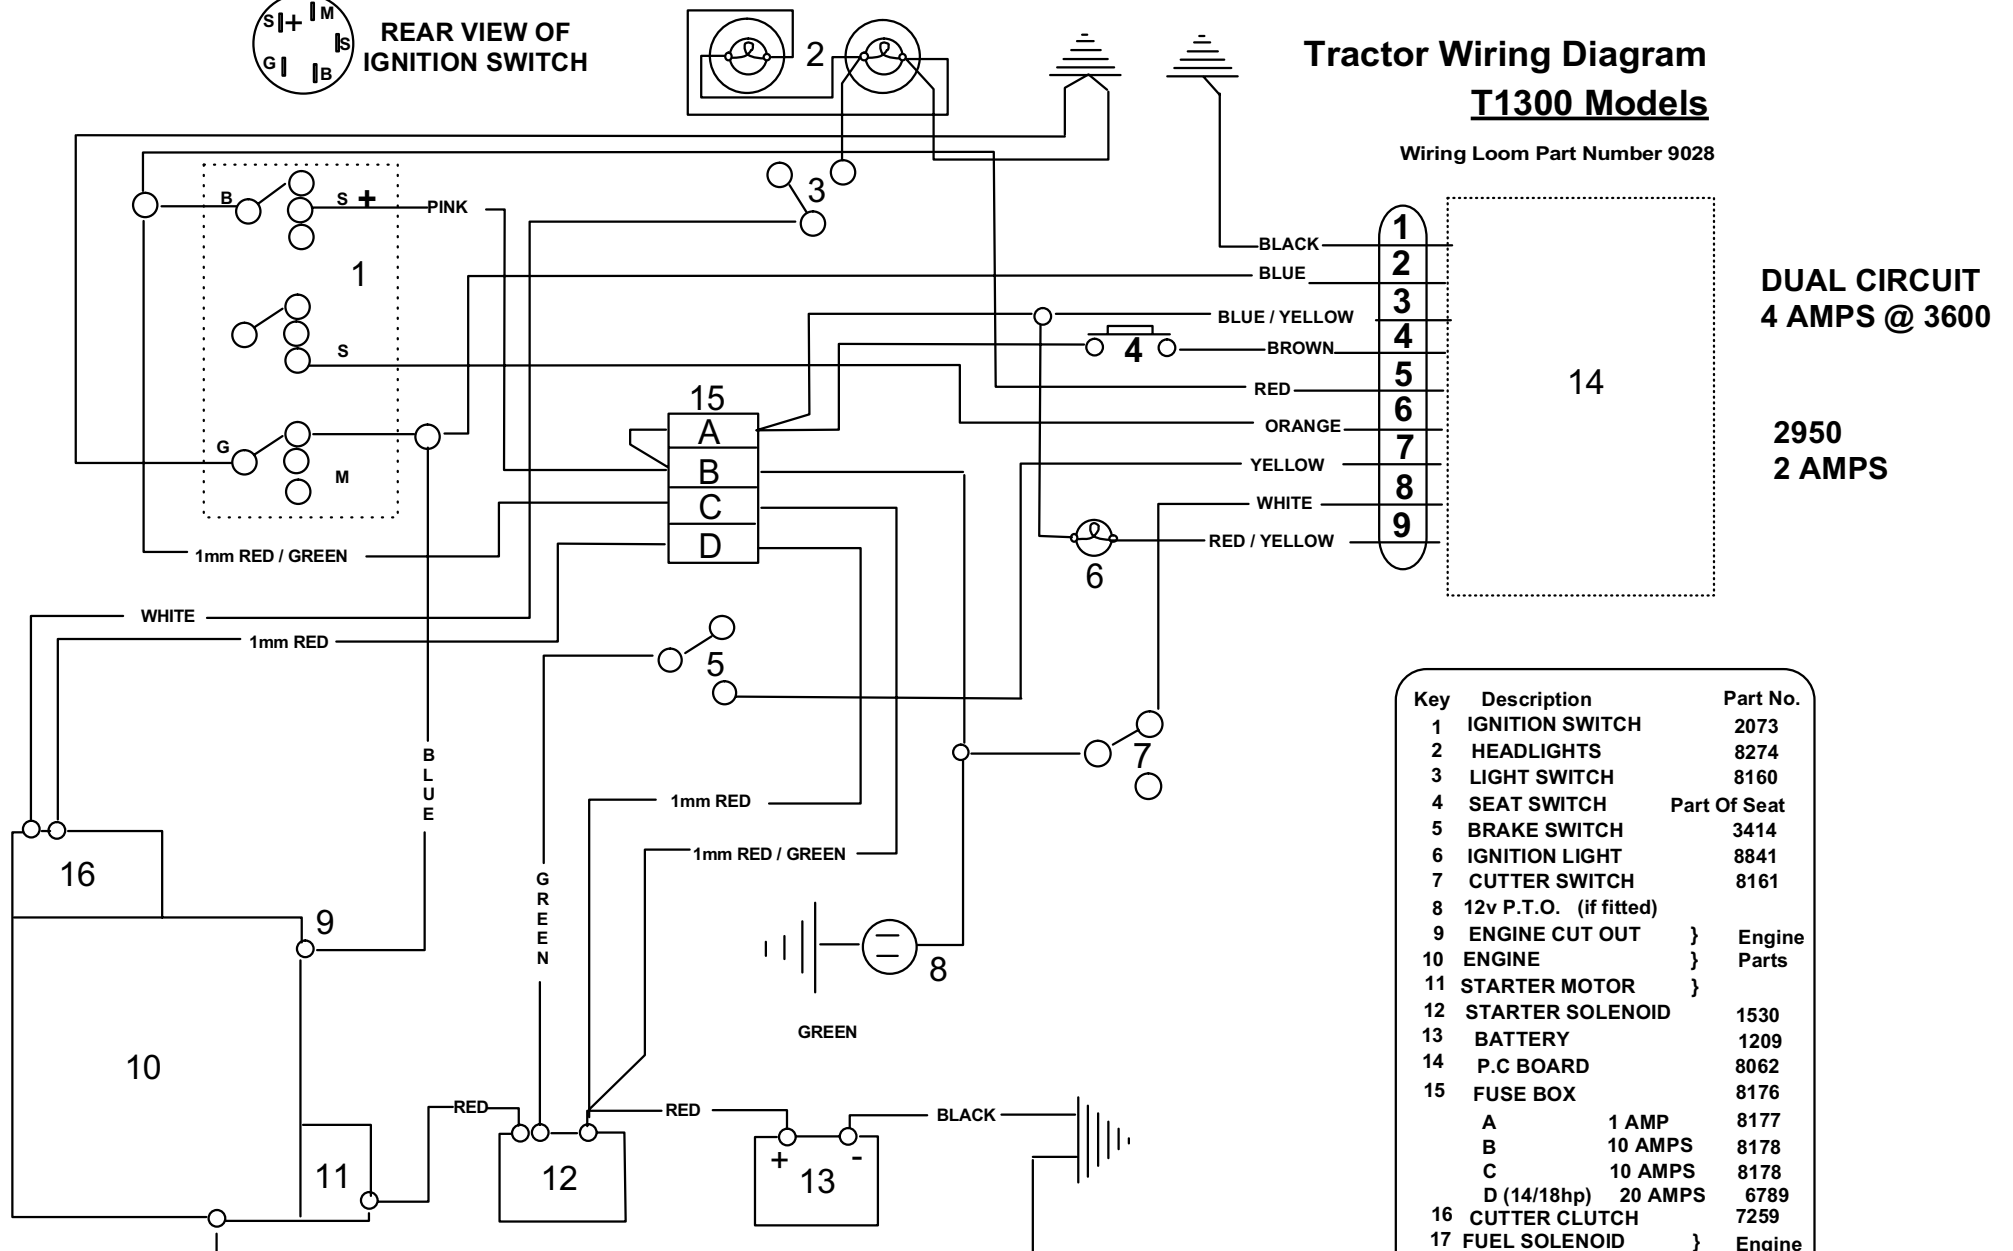 REAR VIEW OF
IGNITION SWITCH
S + M
S
G B
2
Tractor Wiring Diagram
T1300 Models
Wiring Loom Part Number 9028
B S + PINK
3
1
S
G
M
BLACK 1
BLUE 2
BLUE / YELLOW 3
4 BROWN 4
RED 5
ORANGE 6
YELLOW 7
WHITE 8
RED / YELLOW 9
6
14
DUAL CIRCUIT
4 AMPS @ 3600
2950
2 AMPS
15
A
B
C
D
1mm RED / GREEN
WHITE
1mm RED
5
7
BLUE
1mm RED
1mm RED / GREEN
GREEN
16
9
8
GREEN
10
RED
RED
BLACK
11
12
+ -
13
Key Description Part No.
1 IGNITION SWITCH 2073
2 HEADLIGHTS 8274
3 LIGHT SWITCH 8160
4 SEAT SWITCH Part Of Seat
5 BRAKE SWITCH 3414
6 IGNITION LIGHT 8841
7 CUTTER SWITCH 8161
8 12v P.T.O. (if fitted)
9 ENGINE CUT OUT } Engine
10 ENGINE } Parts
11 STARTER MOTOR }
12 STARTER SOLENOID 1530
13 BATTERY 1209
14 P.C BOARD 8062
15 FUSE BOX 8176
A 1 AMP 8177
B 10 AMPS 8178
C 10 AMPS 8178
D (14/18hp) 20 AMPS 6789
16 CUTTER CLUTCH 7259
17 FUEL SOLENOID } Engine